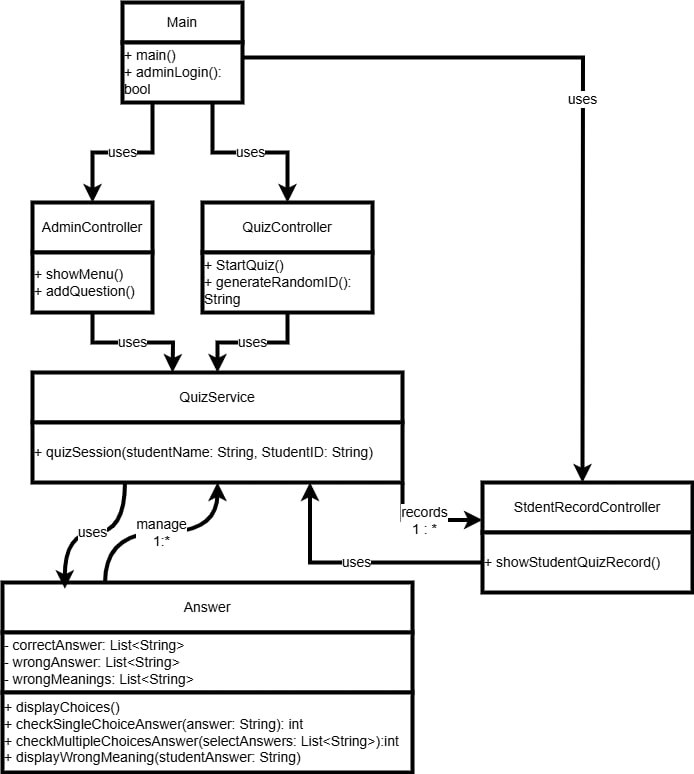 Main
+ main()
+ adminLogin():
bool
uses
uses
uses
AdminController
+ showMenu()
+ addQuestion()
QuizController
+ StartQuiz()
+ generateRandomID():
String
uses
uses
QuizService
+ quizSession(studentName: String, StudentID: String)
uses
manage
1:*
records
1 : *
uses
StdentRecordController
+ showStudentQuizRecord()
Answer
- correctAnswer: List<String>
- wrongAnswer: List<String>
- wrongMeanings: List<String>
+ displayChoices()
+ checkSingleChoiceAnswer(answer: String): int
+ checkMultipleChoicesAnswer(selectAnswers: List<String>):int
+ displayWrongMeaning(studentAnswer: String)